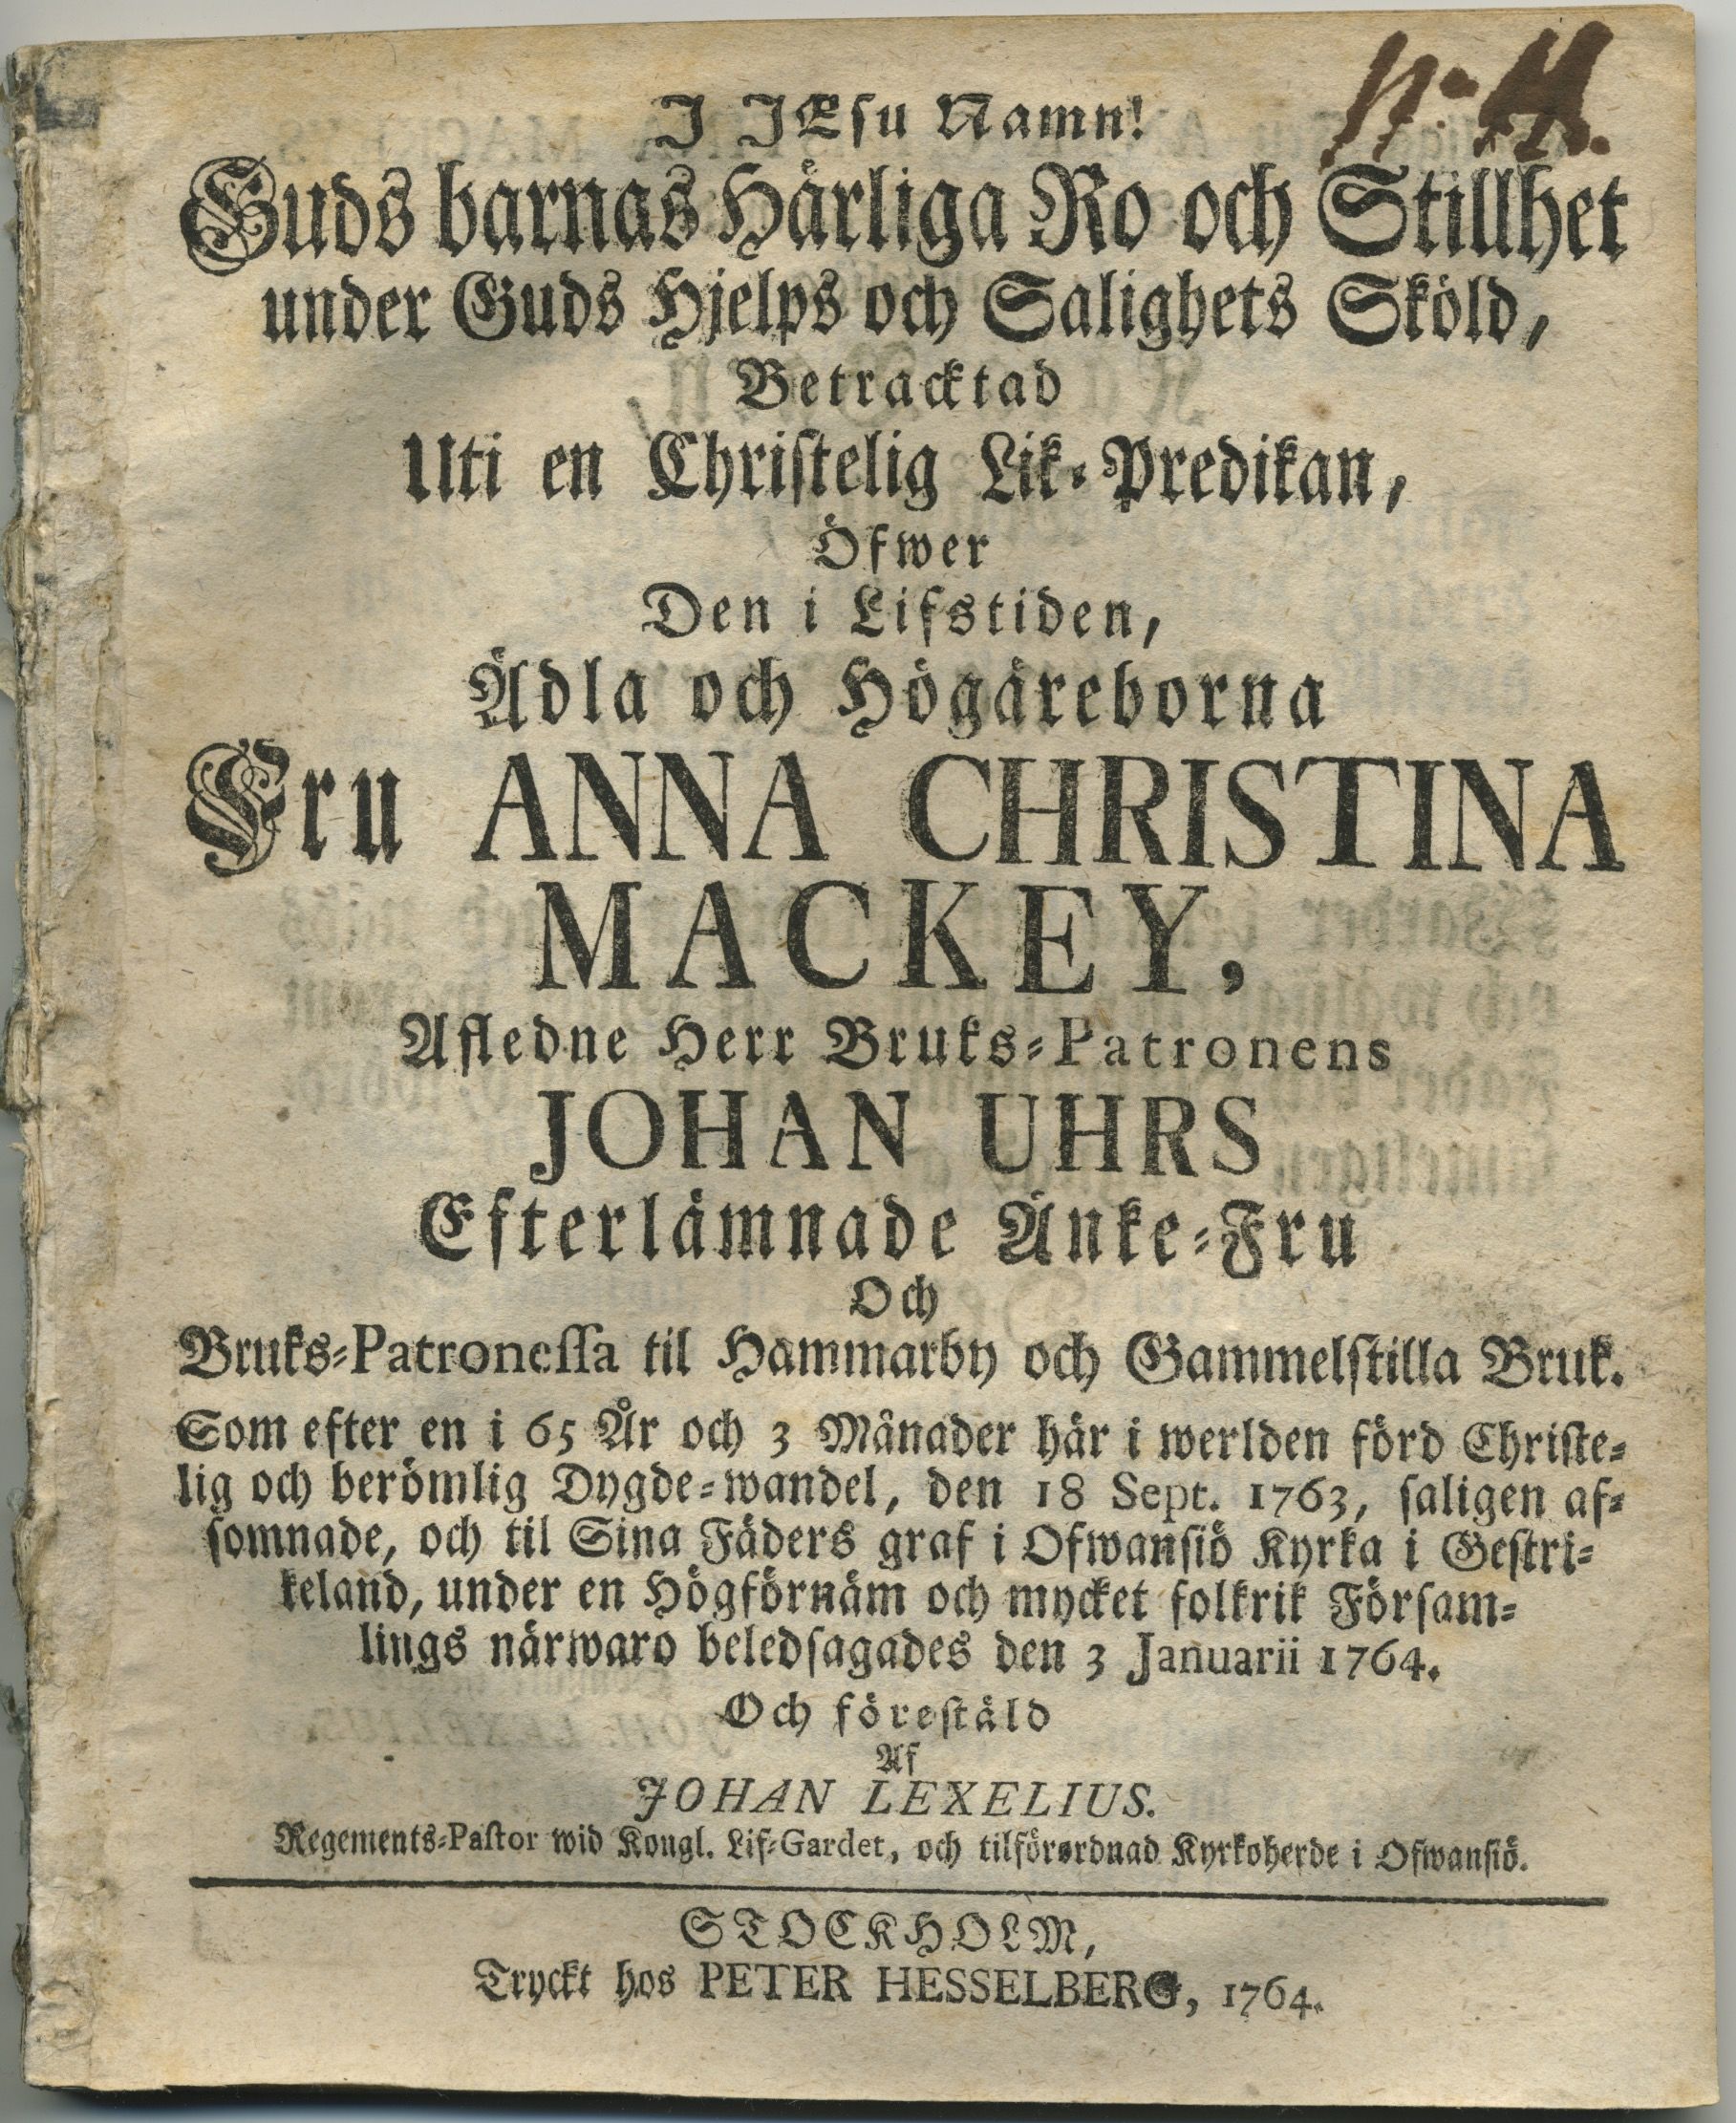 N:o 44.
I JEsu Namn!
Guds barnas Härliga Ro och Stillhet
under Guds Hjelps och Salighets Sköld,
Betracktad
Uti en Christelig Lik-Predikan,
Öfwer
Den i Lifstiden,
Ädla och Högäreborna
Fru ANNA CHRISTINA
MACKEY,
Afledne Herr Bruks-Patronens
JOHAN UHRS
Efterlämnade Änke-Fru
Och
Bruks-Patronessa til Hammarby och Gammelstilla Bruk.
Som efter en i 65 År och 3 Månader här i werlden förd Christe-
lig och berömlig Dygde-wandel, den 18 Sept. 1763, saligen af-
somnade, och til Sina Fäders graf i Ofwansiö Kyrka i Gestri-
keland, under en Högförnäm och mycket folkrik Försam-
lings närwaro beledsagades den 3 Januarii 1764.
Och förestäld
Af
JOHAN LEXELIUS.
Regements-Pastor wid Kongl. Lif-Gardet, och tilförordnad Kyrkoherde i Ofwansiö.
STOCKHOLM,
Tryckt hos PETER HESSELBERG, 1764.